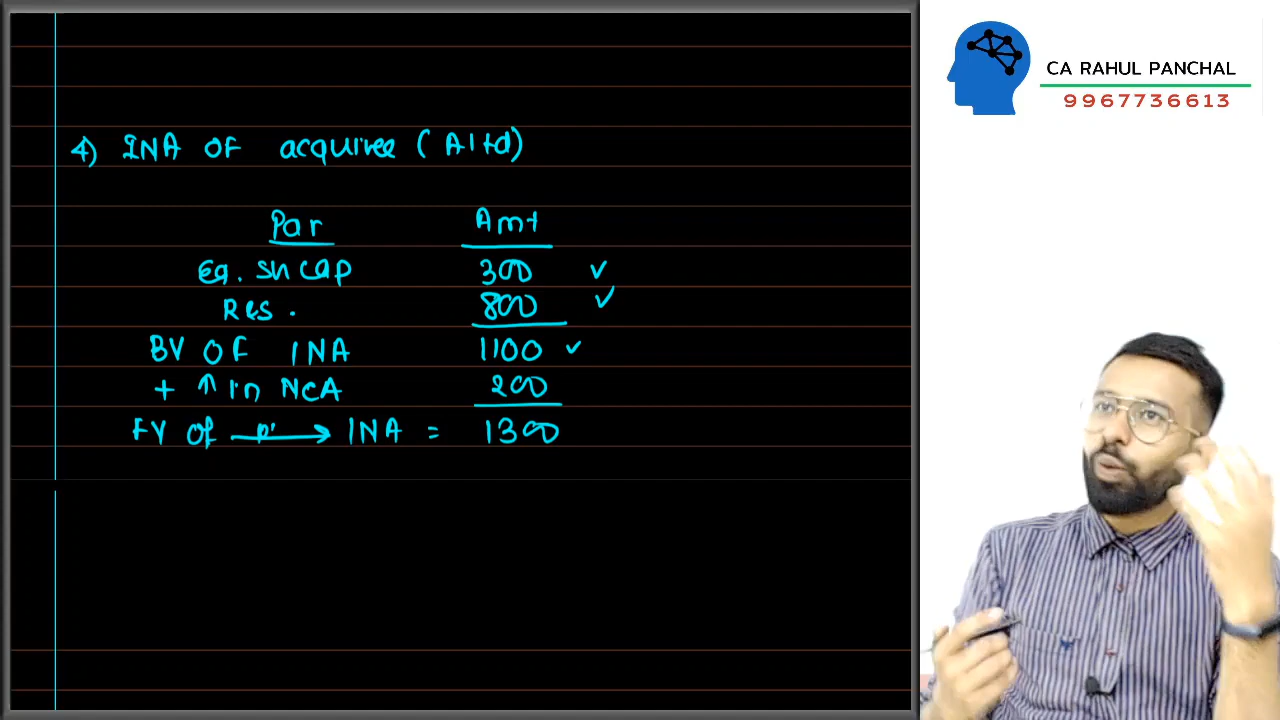 4) INA OF acquiree (A ltd)
Par Amt
Eq. sh cap 300 ✓
Res. 800 ✓
BV OF INA 1100 ✓
+ ↑ in NCA 200
FV of → INA = 1300
CA RAHUL PANCHAL
9967736613